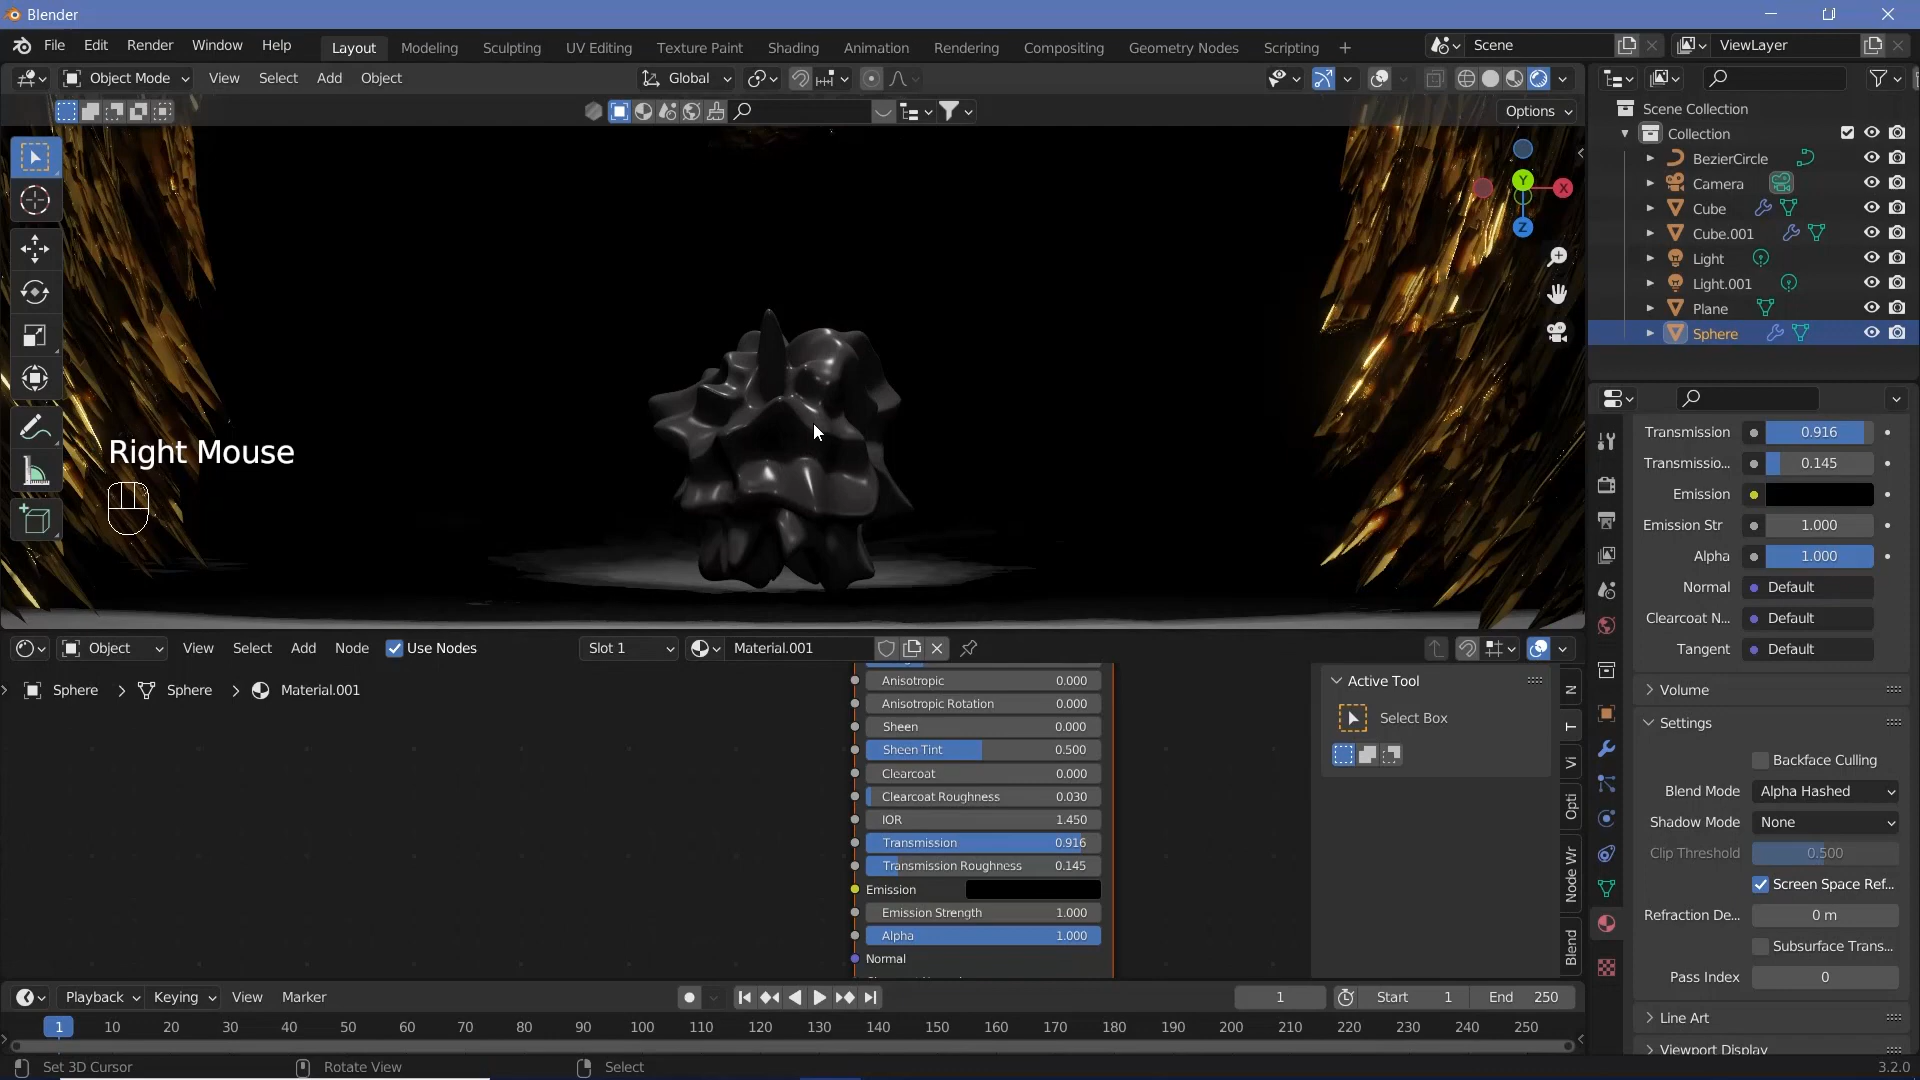 Blender
File Edit Render Window Help Layout Modeling Sculpting UV Editing Texture Paint Shading Animation Rendering Compositing Geometry Nodes Scripting + Scene ViewLayer
Object Mode View Select Add Object Global
Options
Scene Collection
Collection
BezierCircle
Camera
Cube
Cube.001
Light
Light.001
Plane
Sphere
Y
X
Z
Right Mouse
Transmission 0.916
Transmissio... 0.145
Emission
Emission Str 1.000
Alpha 1.000
Normal Default
Clearcoat N... Default
Tangent Default
Volume
Settings
Backface Culling
Blend Mode Alpha Hashed
Shadow Mode None
Clip Threshold 0.500
Screen Space Ref...
Refraction De... 0 m
Subsurface Trans...
Pass Index 0
Line Art
Viewport Display
Object View Select Add Node Use Nodes Slot 1 Material.001
Sphere > Sphere > Material.001
Anisotropic 0.000
Anisotropic Rotation 0.000
Sheen 0.000
Sheen Tint 0.500
Clearcoat 0.000
Clearcoat Roughness 0.030
IOR 1.450
Transmission 0.916
Transmission Roughness 0.145
Emission
Emission Strength 1.000
Alpha 1.000
Normal
Active Tool
Select Box
N
T
Vi
Opti
Node Wr
Blend
Playback Keying View Marker 1 Start 1 End 250
1 10 20 30 40 50 60 70 80 90 100 110 120 130 140 150 160 170 180 190 200 210 220 230 240 250
Set 3D Cursor Rotate View Select 3.2.0